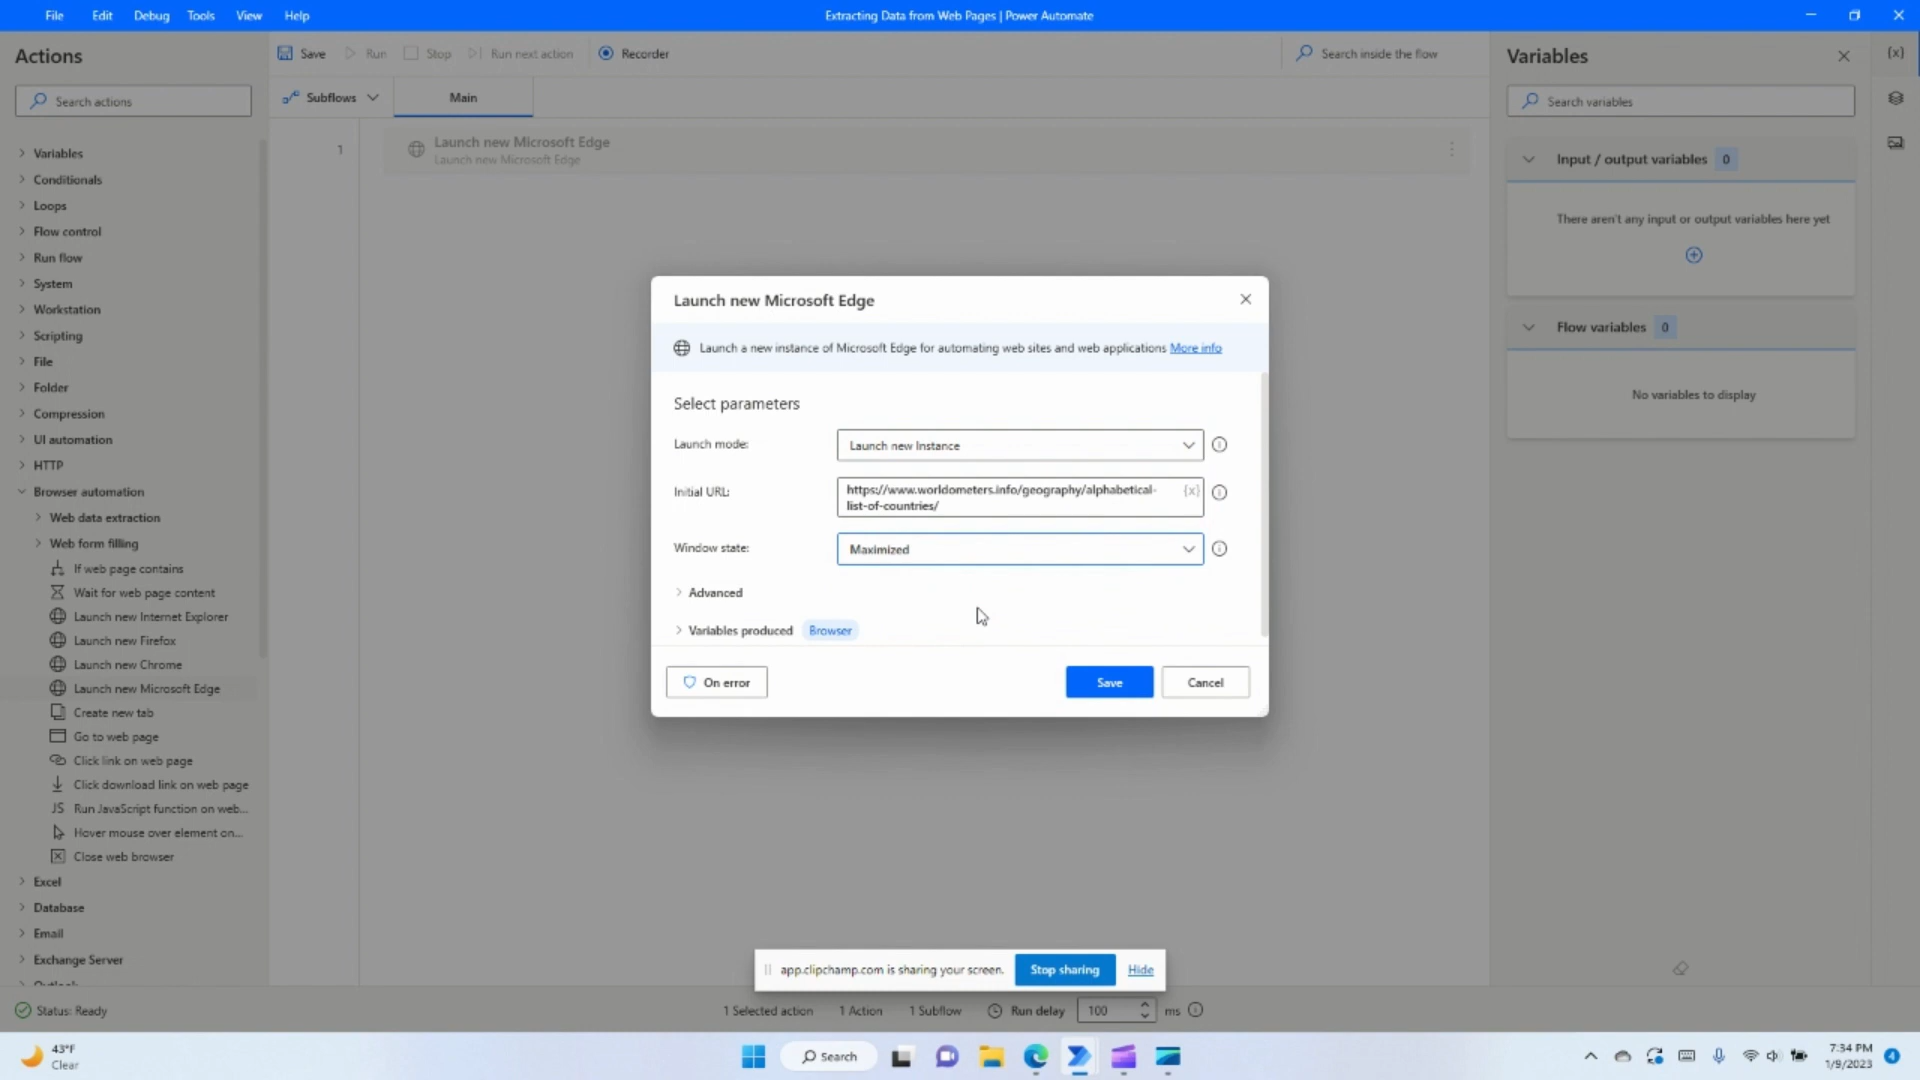 File Edit Debug Tools View Help
Extracting Data from Web Pages | Power Automate
Actions
Search actions
Variables
Conditionals
Loops
Flow control
Run flow
System
Workstation
Scripting
File
Folder
Compression
UI automation
HTTP
Browser automation
Web data extraction
Web form filling
If web page contains
Wait for web page content
Launch new Internet Explorer
Launch new Firefox
Launch new Chrome
Launch new Microsoft Edge
Create new tab
Go to web page
Click link on web page
Click download link on web page
JS Run JavaScript function on web...
Hover mouse over element on...
Close web browser
Excel
Database
Email
Exchange Server
Outlook
Save Run Stop Run next action Recorder
Search inside the flow
Subflows Main
1
Launch new Microsoft Edge
Launch new Microsoft Edge
Launch new Microsoft Edge
Launch a new instance of Microsoft Edge for automating web sites and web applications More info
Select parameters
Launch mode: Launch new Instance
Initial URL: https://www.worldometers.info/geography/alphabetical-
list-of-countries/
{x}
Window state: Maximized
Advanced
Variables produced Browser
On error Save Cancel
Variables
{x}
Search variables
Input / output variables 0
There aren't any input or output variables here yet
Flow variables 0
No variables to display
app.clipchamp.com is sharing your screen. Stop sharing Hide
Status: Ready
1 Selected action 1 Action 1 Subflow Run delay 100 ms
43°F
Clear
Search
7:34 PM
1/9/2023
4